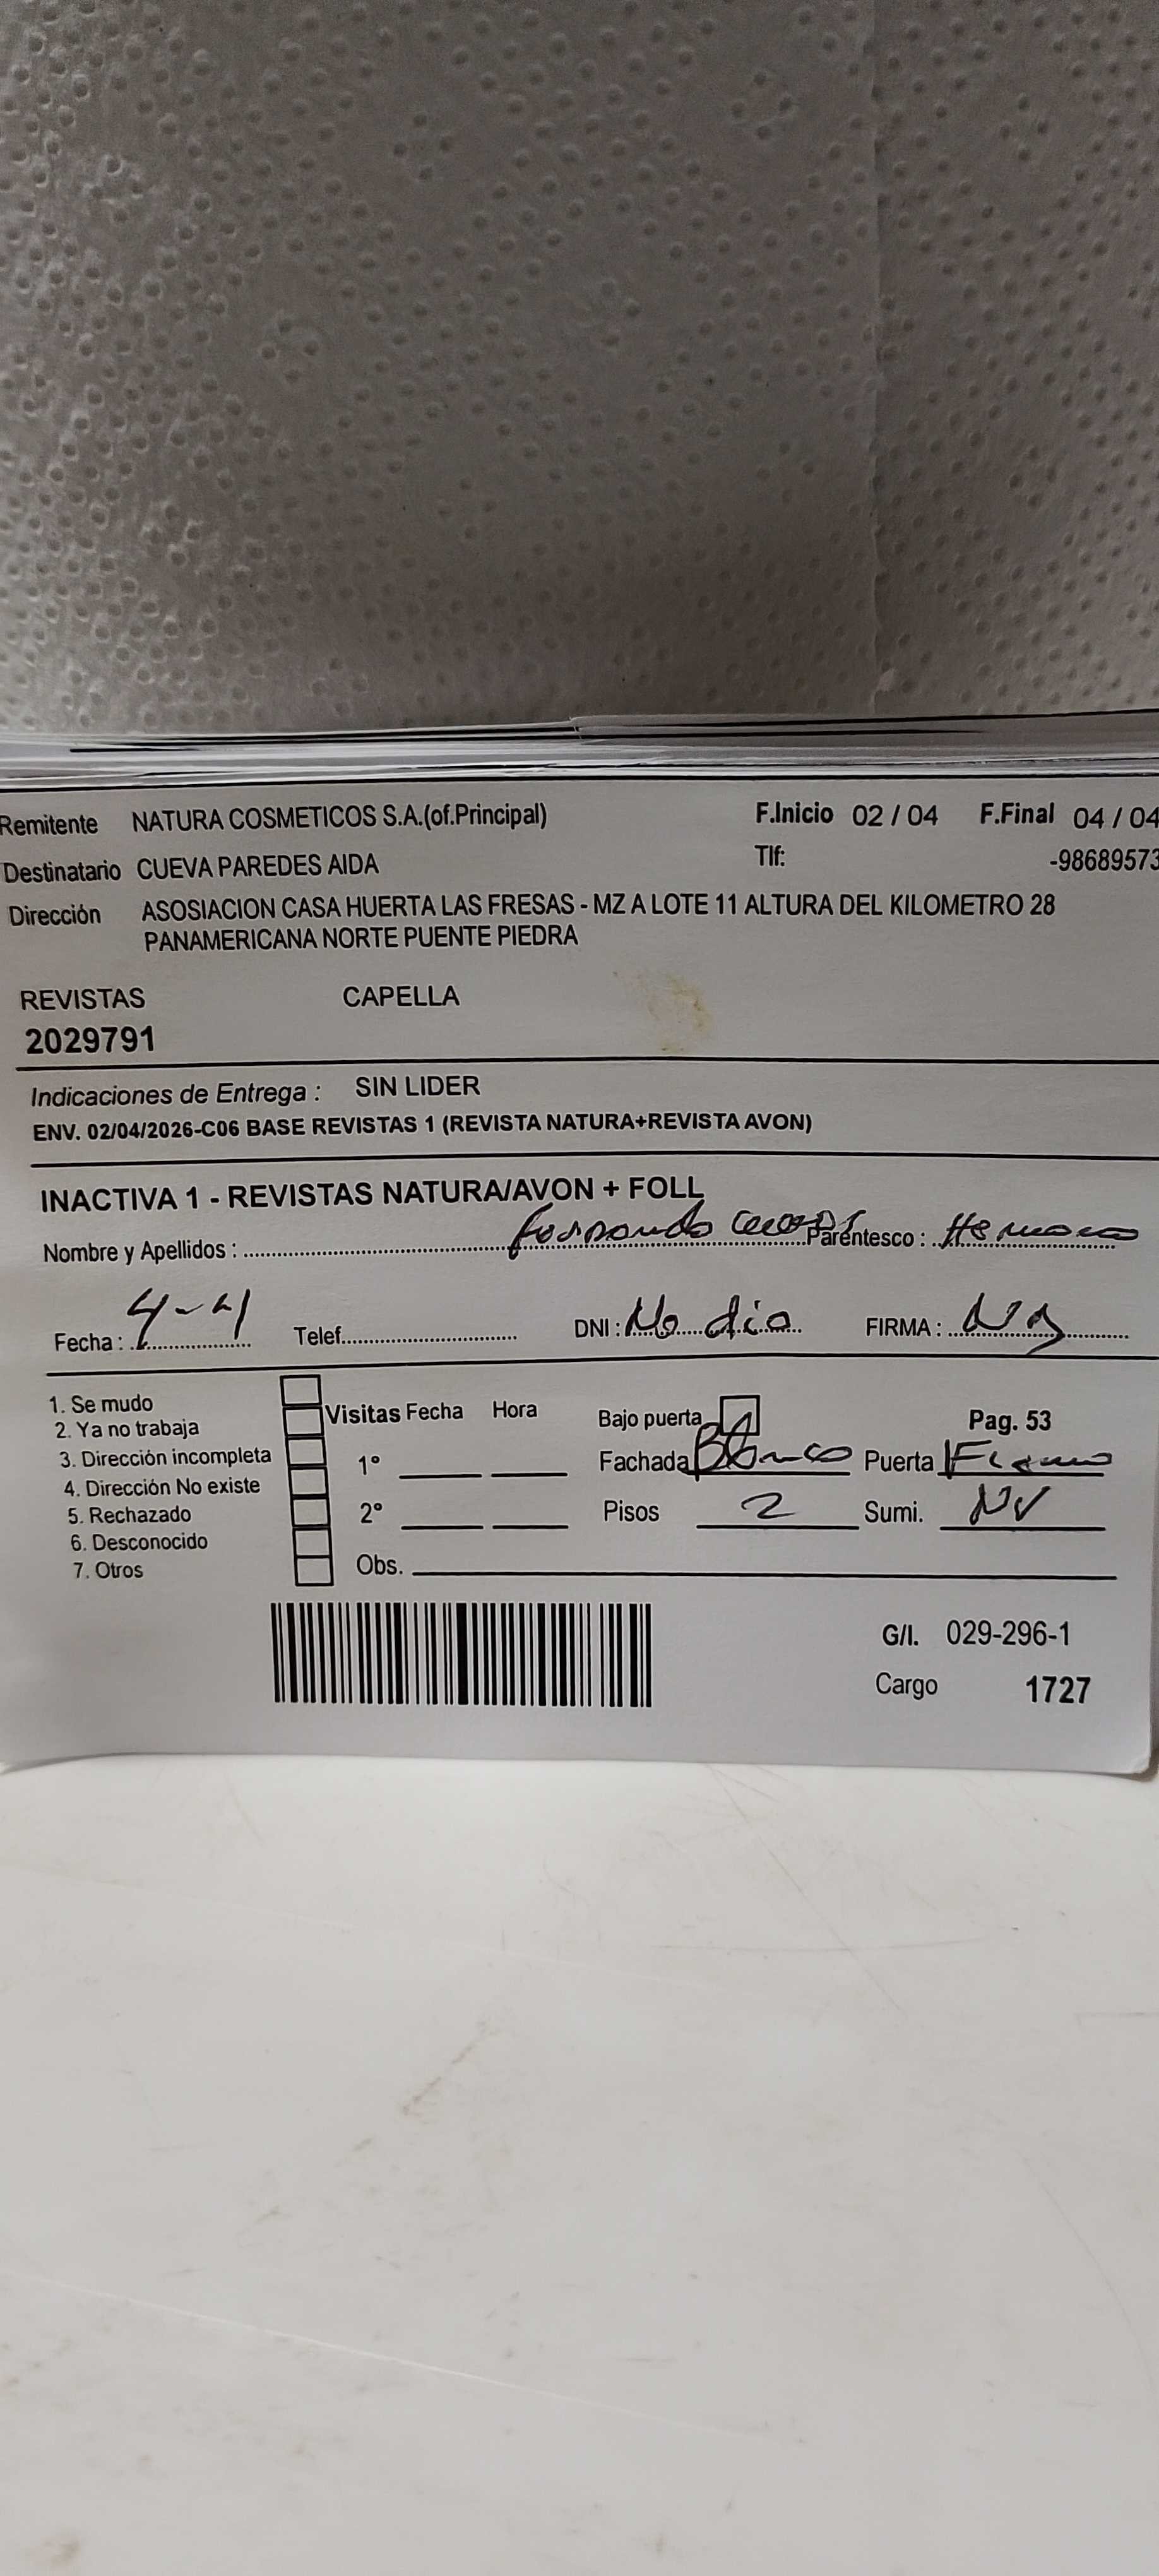 Remitente NATURA COSMETICOS S.A.(of.Principal) F.Inicio 02 / 04 F.Final 04 / 04
Destinatario CUEVA PAREDES AIDA Tlf: -98689573
Dirección ASOSIACION CASA HUERTA LAS FRESAS - MZ A LOTE 11 ALTURA DEL KILOMETRO 28
PANAMERICANA NORTE PUENTE PIEDRA
REVISTAS CAPELLA
2029791
Indicaciones de Entrega : SIN LIDER
ENV. 02/04/2026-C06 BASE REVISTAS 1 (REVISTA NATURA+REVISTA AVON)
INACTIVA 1 - REVISTAS NATURA/AVON + FOLL
Nombre y Apellidos : Parentesco : Hermano
Fecha : 4-4 Telef. DNI : No dio FIRMA :
1. Se mudo
2. Ya no trabaja Visitas Fecha Hora Bajo puerta Pag. 53
3. Dirección incompleta 1° Fachada Blanco Puerta
4. Dirección No existe
5. Rechazado 2° Pisos 2 Sumi. NV
6. Desconocido
7. Otros Obs.
G/I. 029-296-1
Cargo 1727